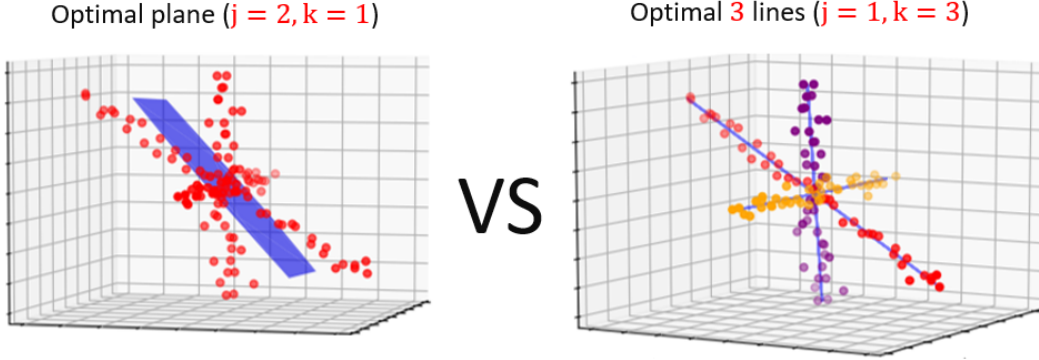 Optimal plane (j = 2, k = 1)
Optimal 3 lines (j = 1, k = 3)
VS